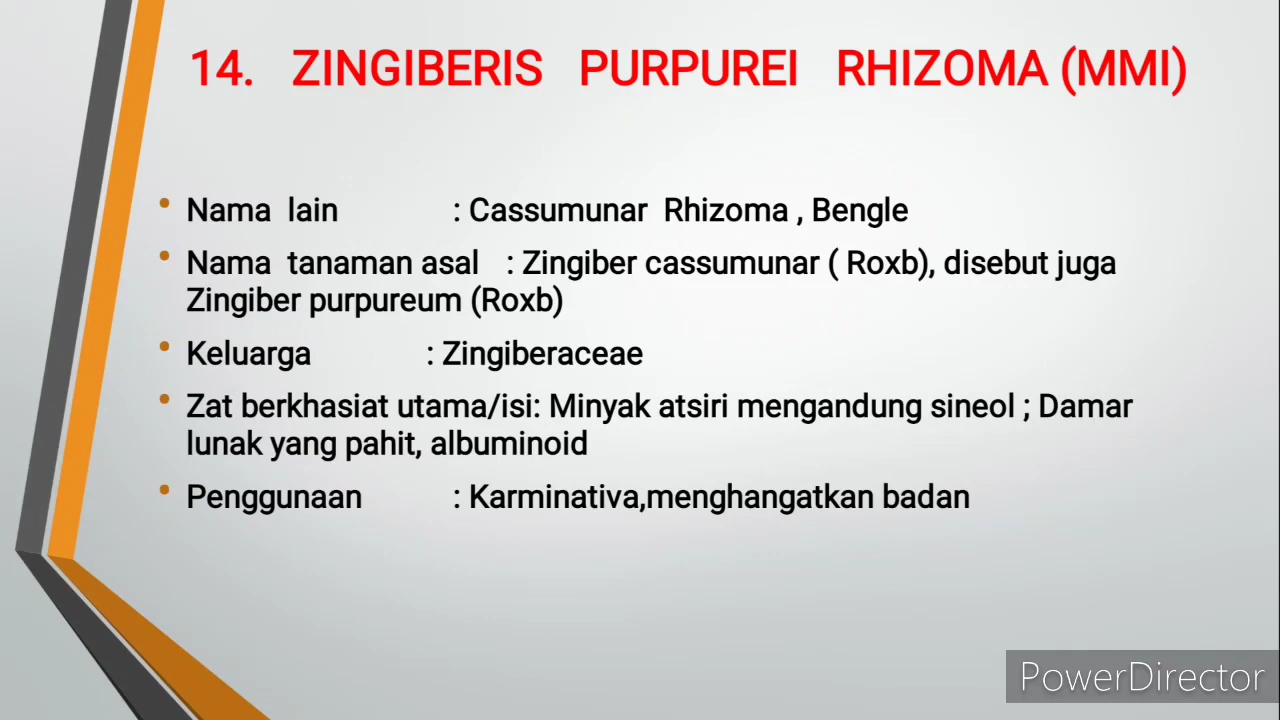 14. ZINGIBERIS PURPUREI RHIZOMA (MMI)
• Nama lain : Cassumunar Rhizoma , Bengle
• Nama tanaman asal : Zingiber cassumunar ( Roxb), disebut juga
Zingiber purpureum (Roxb)
• Keluarga : Zingiberaceae
• Zat berkhasiat utama/isi: Minyak atsiri mengandung sineol ; Damar
lunak yang pahit, albuminoid
• Penggunaan : Karminativa,menghangatkan badan
PowerDirector